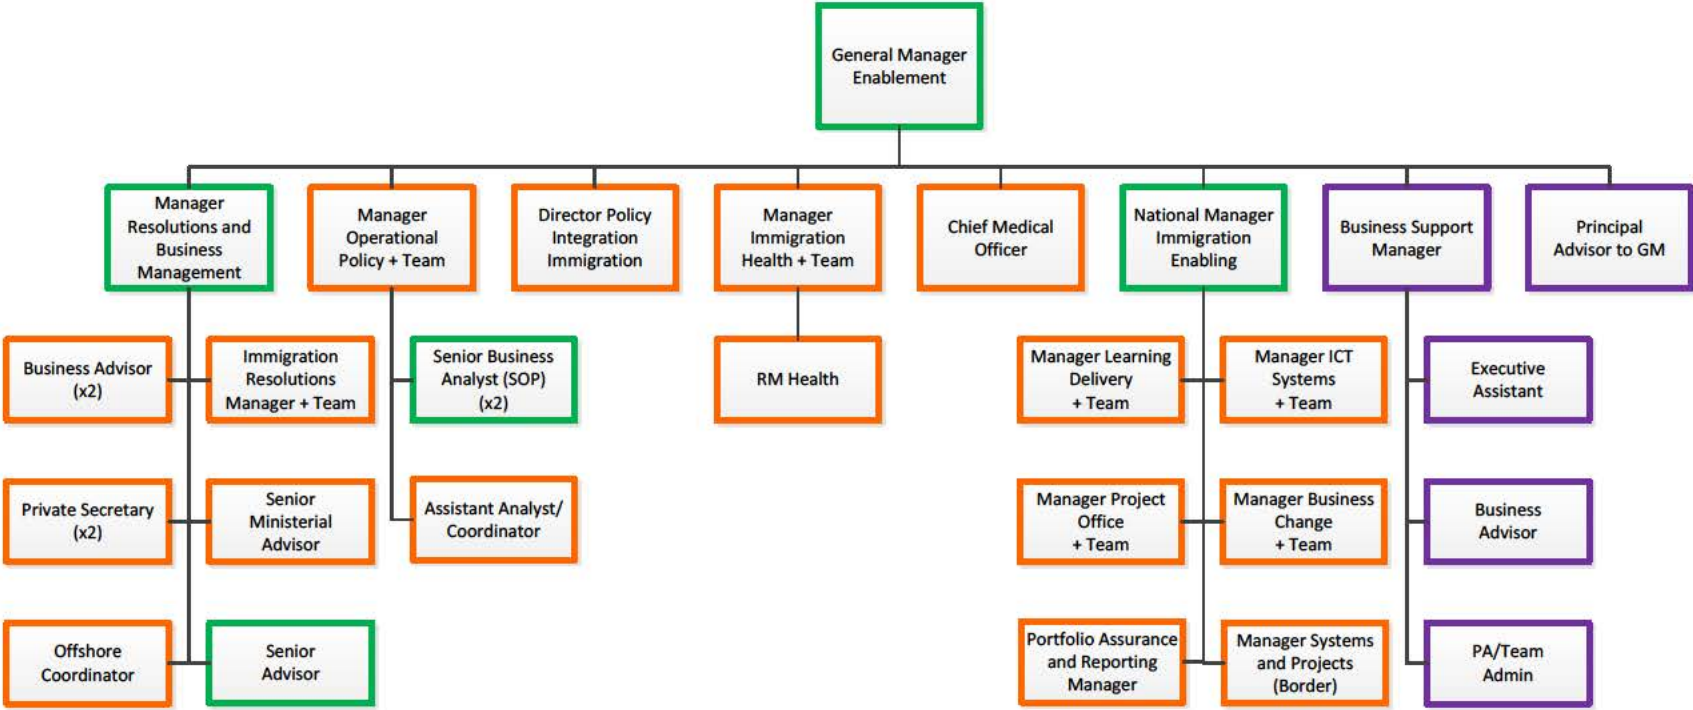 General Manager
Enablement
Manager
Resolutions and
Business
Management
Manager
Operational
Policy + Team
Director Policy
Integration
Immigration
Manager
Immigration
Health + Team
Chief Medical
Officer
National Manager
Immigration
Enabling
Business Support
Manager
Principal
Advisor to GM
Business Advisor
(x2)
Immigration
Resolutions
Manager + Team
Senior Business
Analyst (SOP)
(x2)
RM Health
Manager Learning
Delivery
+ Team
Manager ICT
Systems
+ Team
Executive
Assistant
Private Secretary
(x2)
Senior
Ministerial
Advisor
Assistant Analyst/
Coordinator
Manager Project
Office
+ Team
Manager Business
Change
+ Team
Business
Advisor
Offshore
Coordinator
Senior
Advisor
Portfolio Assurance
and Reporting
Manager
Manager Systems
and Projects
(Border)
PA/Team
Admin